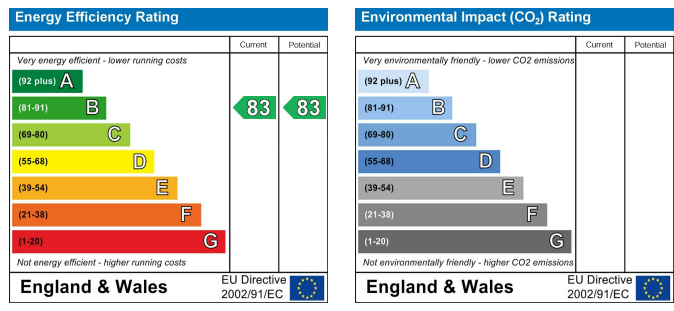 Energy Efficiency Rating
Current Potential
Very energy efficient - lower running costs
(92 plus) A
(81-91) B 83 83
(69-80) C
(55-68) D
(39-54) E
(21-38) F
(1-20) G
Not energy efficient - higher running costs
England & Wales
EU Directive
2002/91/EC
Environmental Impact (CO₂) Rating
Current Potential
Very environmentally friendly - lower CO2 emissions
(92 plus) A
(81-91) B
(69-80) C
(55-68) D
(39-54) E
(21-38) F
(1-20) G
Not environmentally friendly - higher CO2 emissions
England & Wales
EU Directive
2002/91/EC